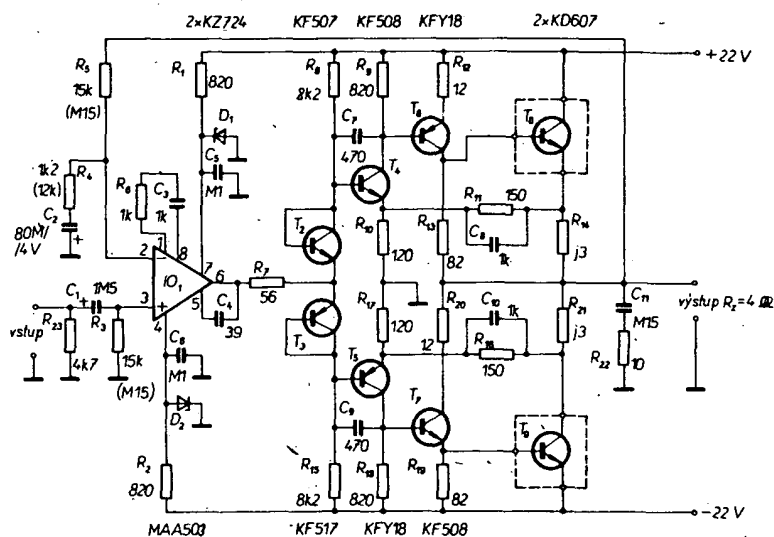 2×KZ724 KF507 KF508 KFY18 2×KD607
R5
15k
(M15)
R1
820
R8
8k2
R9
820
R12
12
+22 V
D1
C7
470
T6
T8
1k2
(12k)
R4
R6
1k
C3
1k
C5
M1
T4
R11
150
C2
80M/
/4V
T2
R10
120
C8
1k
R13
82
R14
j3
1
8
2
IO1
7
6
R7
56
C1
1M5
3
4
5
C4
39
T3
R17
120
R20
12
C10
1k
R21
j3
C11
M15
výstup Rz = 4 Ω
vstup
R23
4k7
R3
15k
(M15)
C6
M1
T5
R16
150
R22
10
D2
C9
470
T7
T9
R2
820
R15
8k2
R18
820
R19
82
−22 V
MAA503 KF517 KFY18 KF508